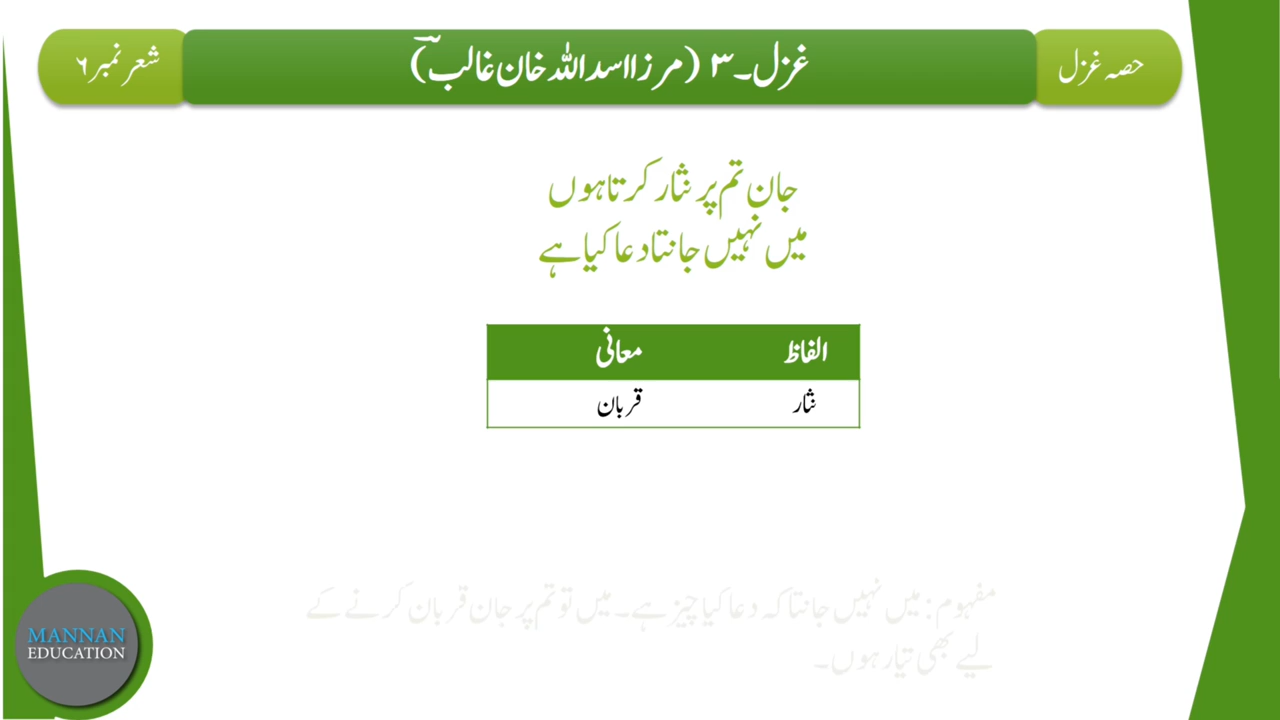 حصہ غزل
غزل۔۳ (مرزا اسد اللہ خان غالبؔ)
شعر نمبر ۶
جان تم پر نثار کرتا ہوں
میں نہیں جانتا دعا کیا ہے
الفاظ معانی
نثار قربان
مفہوم: میں نہیں جانتا کہ دعا کیا چیز ہے۔ میں تو تم پر جان قربان کرنے کے
لیے بھی تیار ہوں۔
MANNAN
EDUCATION